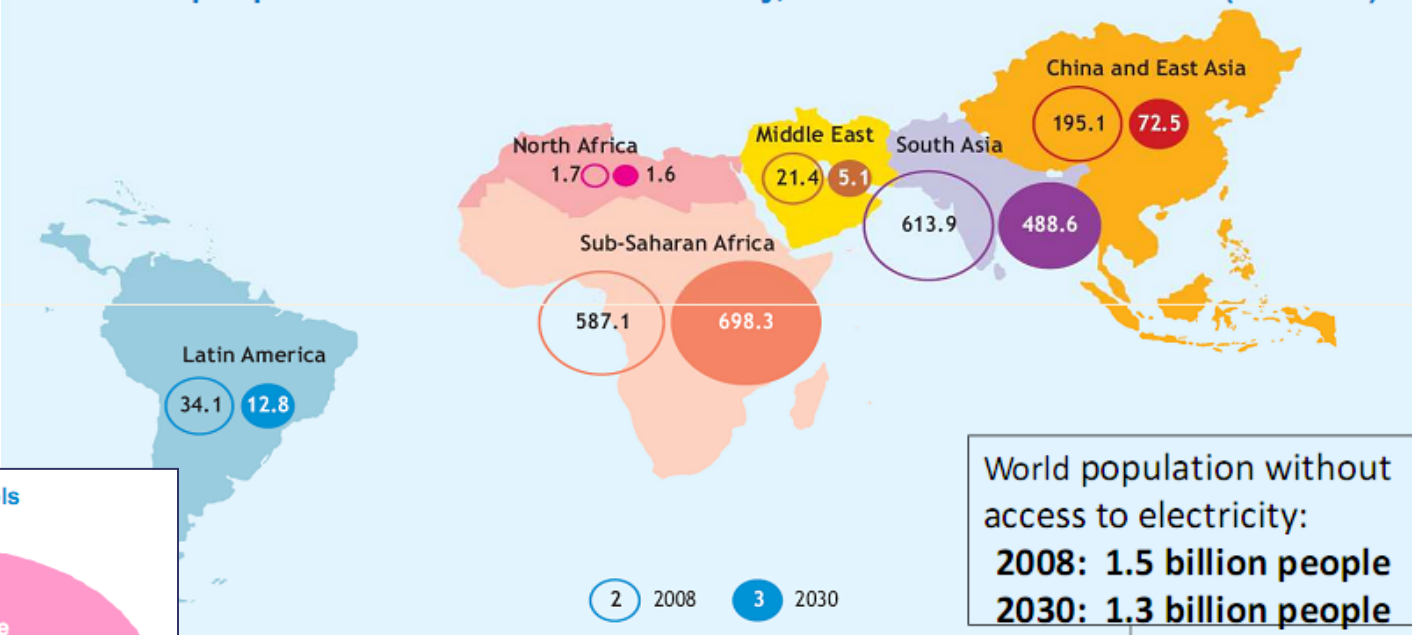 China and East Asia
195.1 72.5
North Africa
1.7 1.6
Middle East
21.4 5.1
South Asia
613.9 488.6
Sub-Saharan Africa
587.1 698.3
Latin America
34.1 12.8
World population without
access to electricity:
2008: 1.5 billion people
2030: 1.3 billion people
2 2008 3 2030